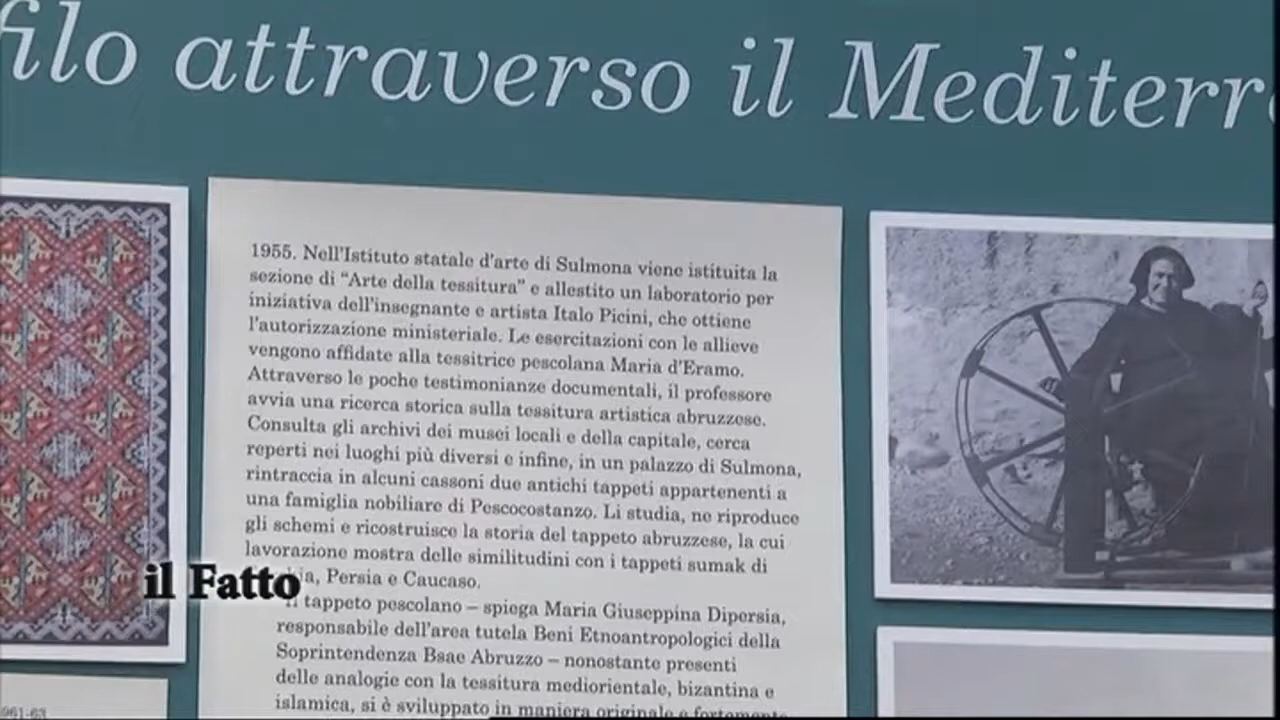 filo attraverso il Mediterr
1955. Nell'Istituto statale d'arte di Sulmona viene istituita la
sezione di “Arte della tessitura” e allestito un laboratorio per
iniziativa dell'insegnante e artista Italo Picini, che ottiene
l'autorizzazione ministeriale. Le esercitazioni con le allieve
vengono affidate alla tessitrice pescolana Maria d'Eramo.
Attraverso le poche testimonianze documentali, il professore
avvia una ricerca storica sulla tessitura artistica abruzzese.
Consulta gli archivi dei musei locali e della capitale, cerca
reperti nei luoghi più diversi e infine, in un palazzo di Sulmona,
rintraccia in alcuni cassoni due antichi tappeti appartenenti a
una famiglia nobiliare di Pescocostanzo. Li studia, ne riproduce
gli schemi e ricostruisce la storia del tappeto abruzzese, la cui
lavorazione mostra delle similitudini con i tappeti sumak di
Persia e Caucaso.
il Fatto
tappeto pescolano – spiega Maria Giuseppina Dipersia,
responsabile dell'area tutela Beni Etnoantropologici della
Soprintendenza Bsae Abruzzo – nonostante presenti
delle analogie con la tessitura mediorientale, bizantina e
islamica, si è sviluppato in maniera originale e fortemente
961-63